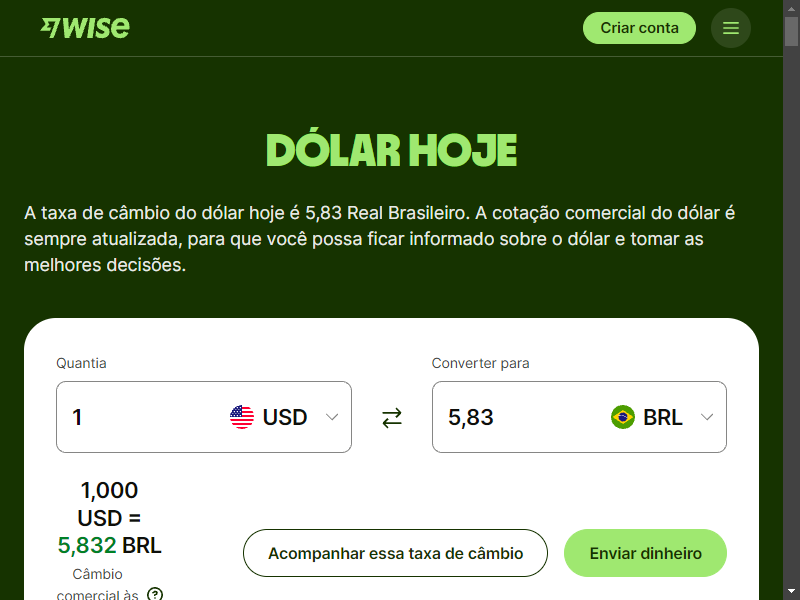 WISE
Criar conta
DÓLAR HOJE
A taxa de câmbio do dólar hoje é 5,83 Real Brasileiro. A cotação comercial do dólar é
sempre atualizada, para que você possa ficar informado sobre o dólar e tomar as
melhores decisões.
Quantia
Converter para
1
USD
5,83
BRL
1,000
USD =
5,832 BRL
Câmbio
comercial às
?
Acompanhar essa taxa de câmbio
Enviar dinheiro